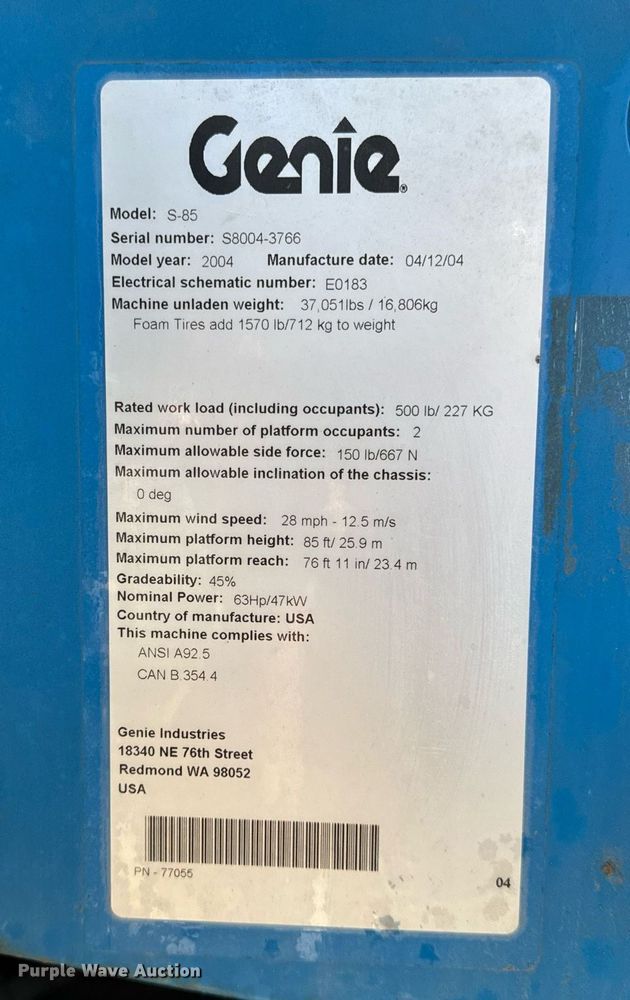 Genie®
Model: S-85
Serial number: S8004-3766
Model year: 2004 Manufacture date: 04/12/04
Electrical schematic number: E0183
Machine unladen weight: 37,051lbs / 16,806kg
Foam Tires add 1570 lb/712 kg to weight
Rated work load (including occupants): 500 lb/ 227 KG
Maximum number of platform occupants: 2
Maximum allowable side force: 150 lb/667 N
Maximum allowable inclination of the chassis:
0 deg
Maximum wind speed: 28 mph - 12.5 m/s
Maximum platform height: 85 ft/ 25.9 m
Maximum platform reach: 76 ft 11 in/ 23.4 m
Gradeability: 45%
Nominal Power: 63Hp/47kW
Country of manufacture: USA
This machine complies with:
ANSI A92.5
CAN B.354.4
Genie Industries
18340 NE 76th Street
Redmond WA 98052
USA
PN - 77055
04
Purple Wave Auction